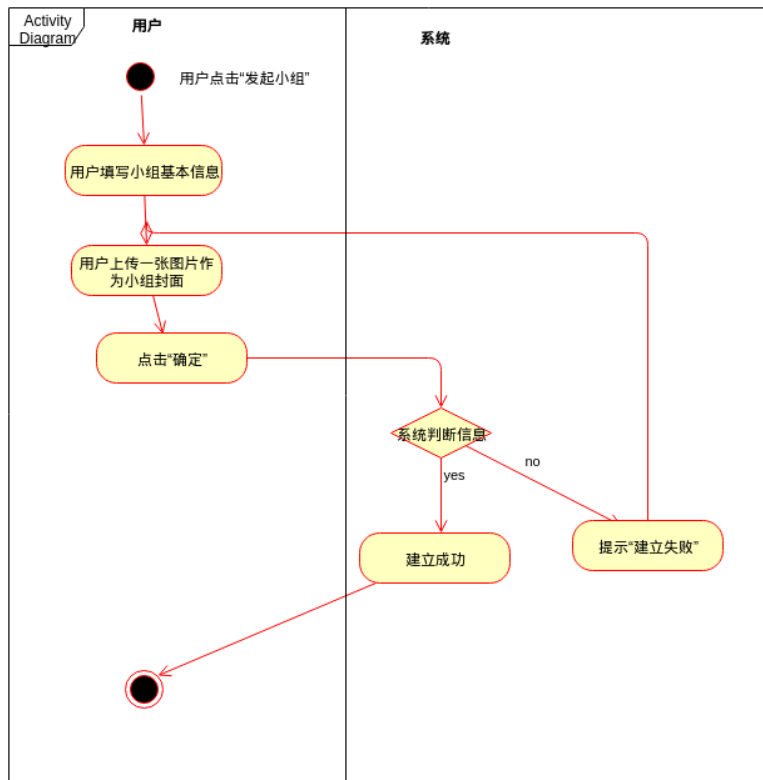 Activity
Diagram
用户
系统
用户点击“发起小组”
用户填写小组基本信息
用户上传一张图片作
为小组封面
点击“确定”
系统判断信息
no
yes
建立成功
提示“建立失败”